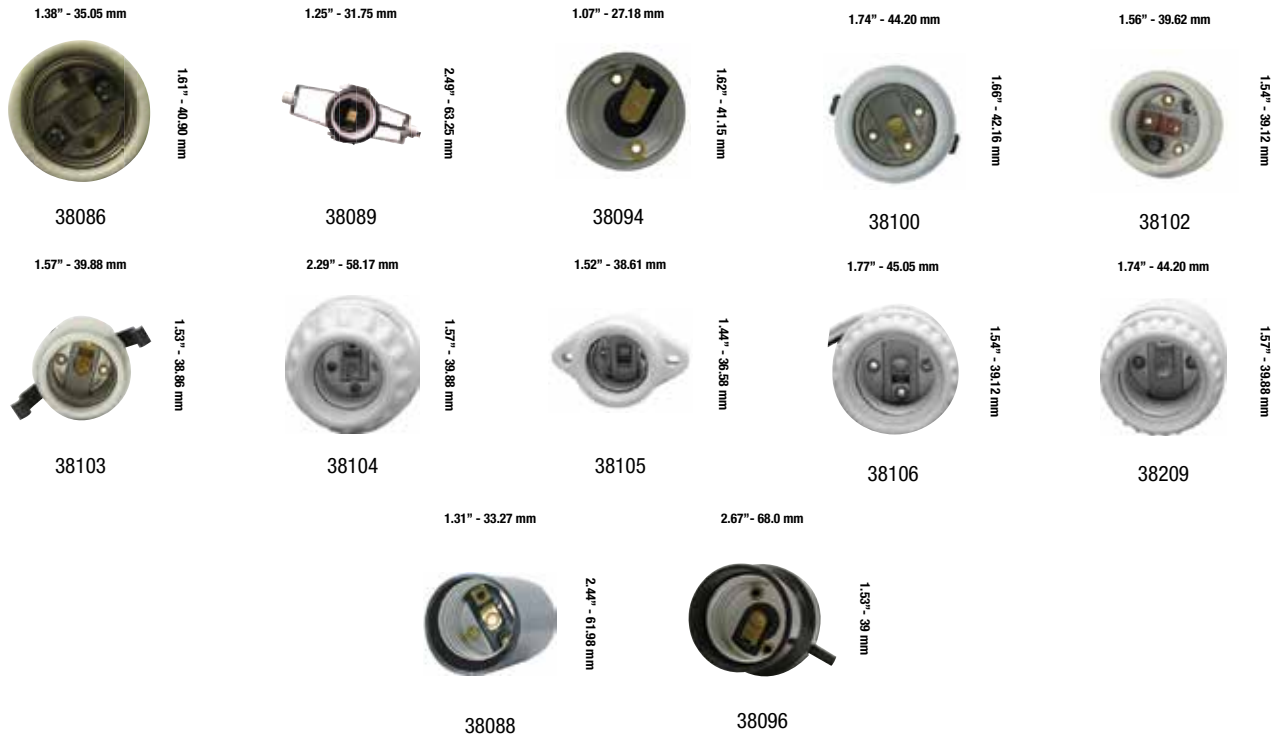 1.38” - 35.05 mm
1.61” - 40.90 mm
38086
1.25” - 31.75 mm
2.49” - 63.25 mm
38089
1.07” - 27.18 mm
1.62” - 41.15 mm
38094
1.74” - 44.20 mm
1.66” - 42.16 mm
38100
1.56” - 39.62 mm
1.54” - 39.12 mm
38102
1.57” - 39.88 mm
1.53” - 38.86 mm
38103
2.29” - 58.17 mm
1.57” - 39.88 mm
38104
1.52” - 38.61 mm
1.44” - 36.58 mm
38105
1.77” - 45.05 mm
1.54” - 39.12 mm
38106
1.74” - 44.20 mm
1.57” - 39.88 mm
38209
1.31” - 33.27 mm
2.44” - 61.98 mm
38088
2.67”- 68.0 mm
1.53”- 39 mm
38096